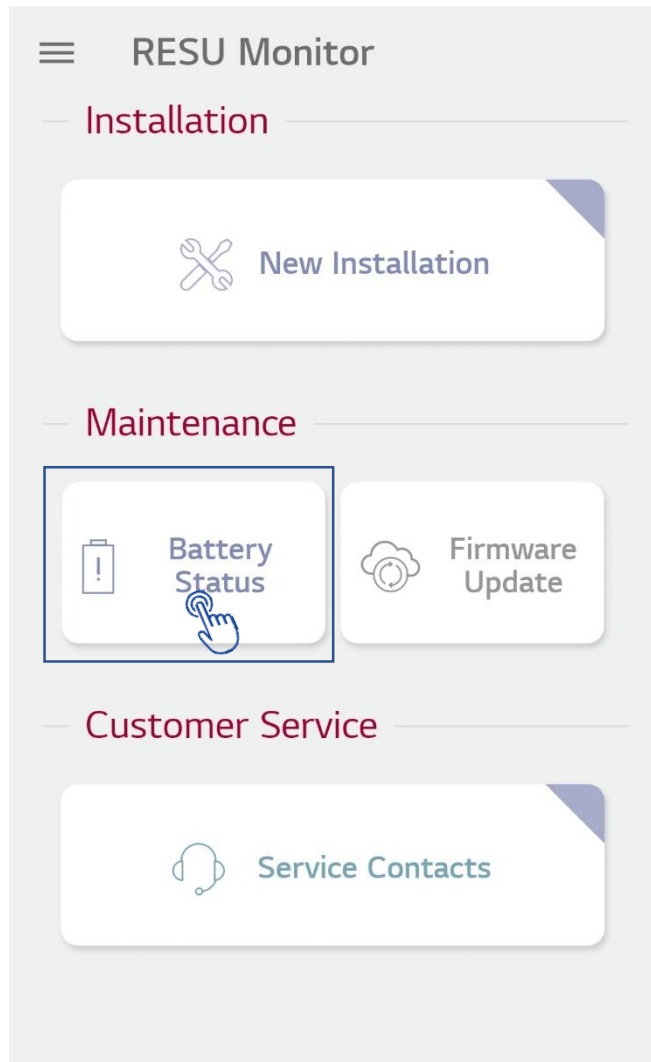 RESU Monitor
Installation
New Installation
Maintenance
Battery
Status
Firmware
Update
Customer Service
Service Contacts